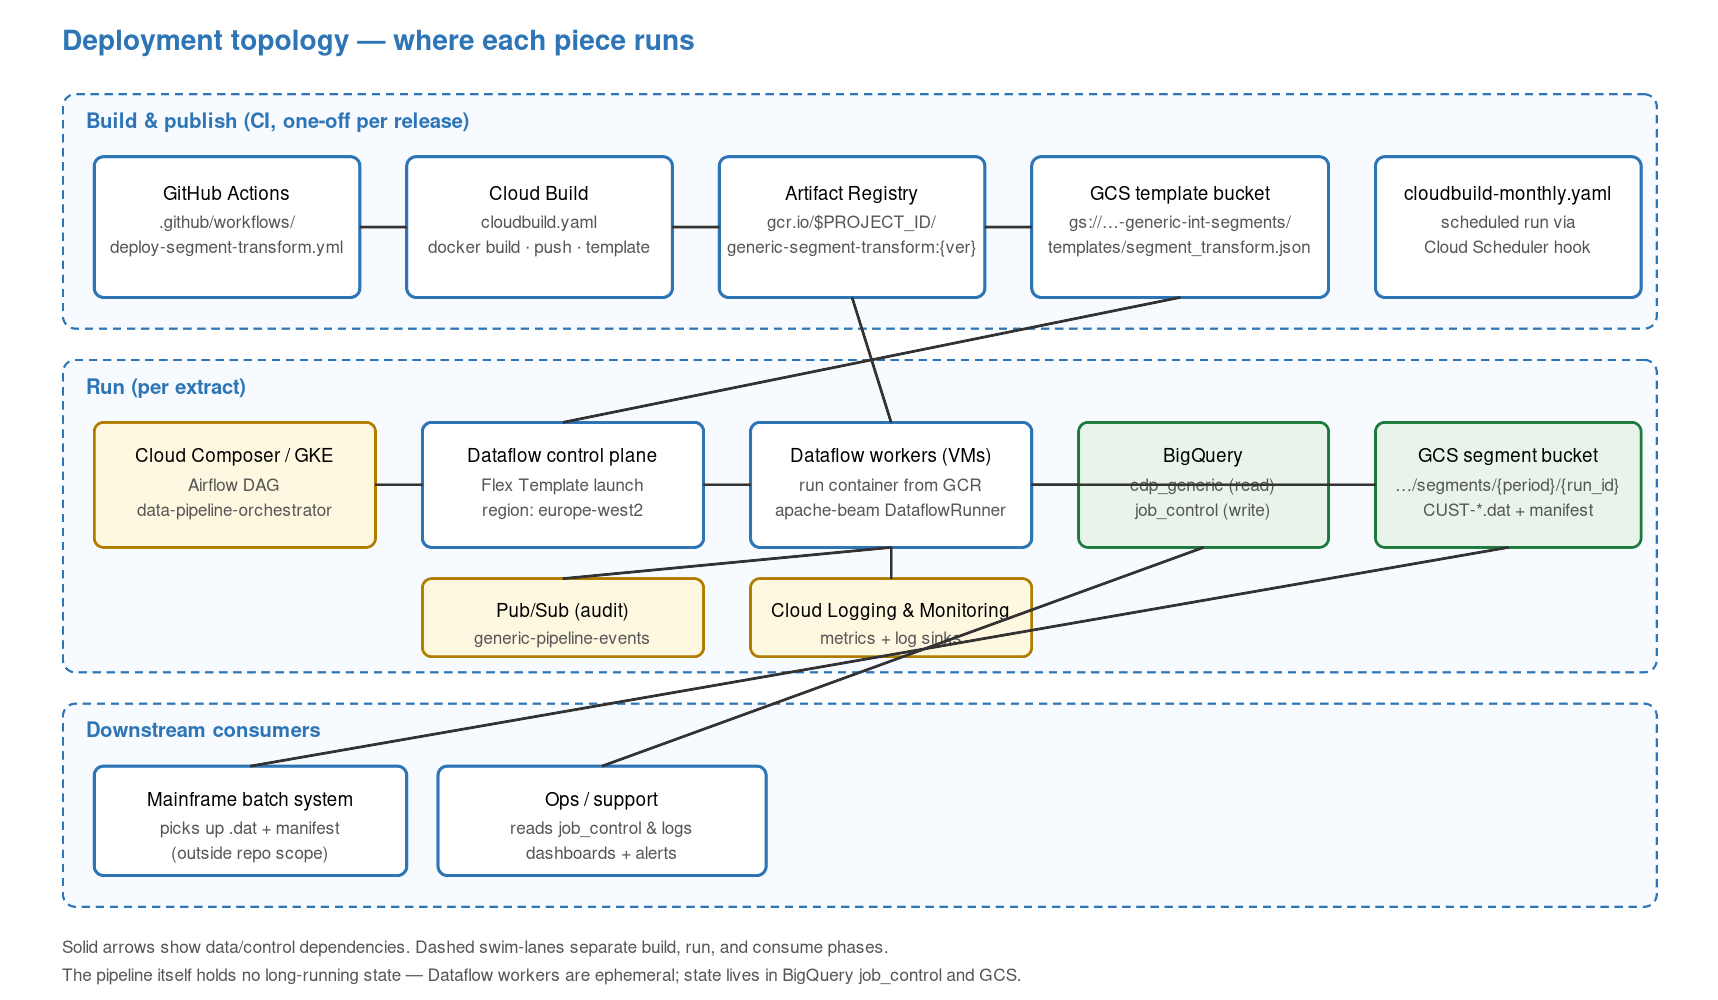 Deployment topology — where each piece runs
Build & publish (CI, one-off per release)
GitHub Actions
.github/workflows/
deploy-segment-transform.yml
Cloud Build
cloudbuild.yaml
docker build · push · template
Artifact Registry
gcr.io/$PROJECT_ID/
generic-segment-transform:{ver}
GCS template bucket
gs://…-generic-int-segments/
templates/segment_transform.json
cloudbuild-monthly.yaml
scheduled run via
Cloud Scheduler hook
Run (per extract)
Cloud Composer / GKE
Airflow DAG
data-pipeline-orchestrator
Dataflow control plane
Flex Template launch
region: europe-west2
Dataflow workers (VMs)
run container from GCR
apache-beam DataflowRunner
BigQuery
cdp_generic (read)
job_control (write)
GCS segment bucket
…/segments/{period}/{run_id}
CUST-*.dat + manifest
Pub/Sub (audit)
generic-pipeline-events
Cloud Logging & Monitoring
metrics + log sinks
Downstream consumers
Mainframe batch system
picks up .dat + manifest
(outside repo scope)
Ops / support
reads job_control & logs
dashboards + alerts
Solid arrows show data/control dependencies. Dashed swim-lanes separate build, run, and consume phases.
The pipeline itself holds no long-running state — Dataflow workers are ephemeral; state lives in BigQuery job_control and GCS.